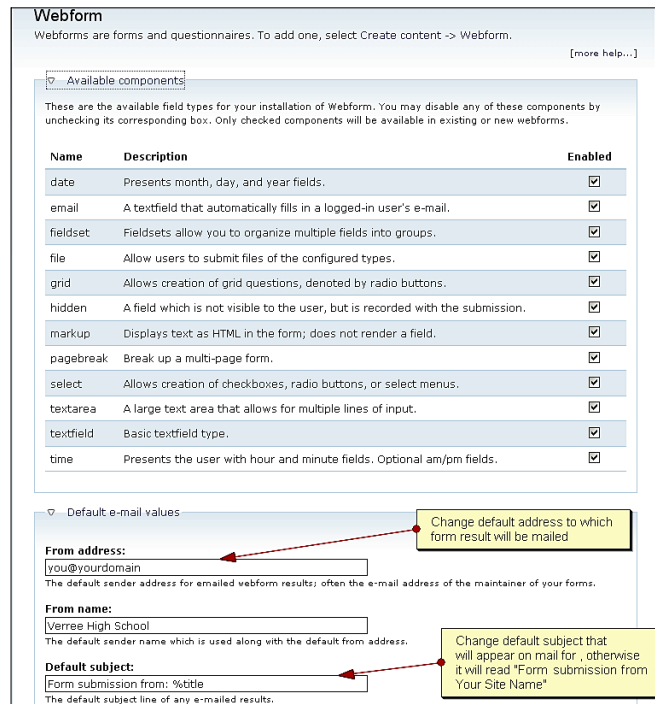 Webform
Webforms are forms and questionnaires. To add one, select Create content -> Webform.
[more help...]
Available components
These are the available field types for your installation of Webform. You may disable any of these components by
unchecking its corresponding box. Only checked components will be available in existing or new webforms.
Name Description Enabled
date Presents month, day, and year fields.
email A textfield that automatically fills in a logged-in user's e-mail.
fieldset Fieldsets allow you to organize multiple fields into groups.
file Allow users to submit files of the configured types.
grid Allows creation of grid questions, denoted by radio buttons.
hidden A field which is not visible to the user, but is recorded with the submission.
markup Displays text as HTML in the form; does not render a field.
pagebreak Break up a multi-page form.
select Allows creation of checkboxes, radio buttons, or select menus.
textarea A large text area that allows for multiple lines of input.
textfield Basic textfield type.
time Presents the user with hour and minute fields. Optional am/pm fields.
Default e-mail values
Change default address to which
form result will be mailed
From address:
you@yourdomain
The default sender address for emailed webform results; often the e-mail address of the maintainer of your forms.
From name:
Verree High School
The default sender name which is used along with the default from address.
Change default subject that
will appear on mail for , otherwise
it will read "Form submission from
Your Site Name"
Default subject:
Form submission from: %title
The default subject line of any e-mailed results.